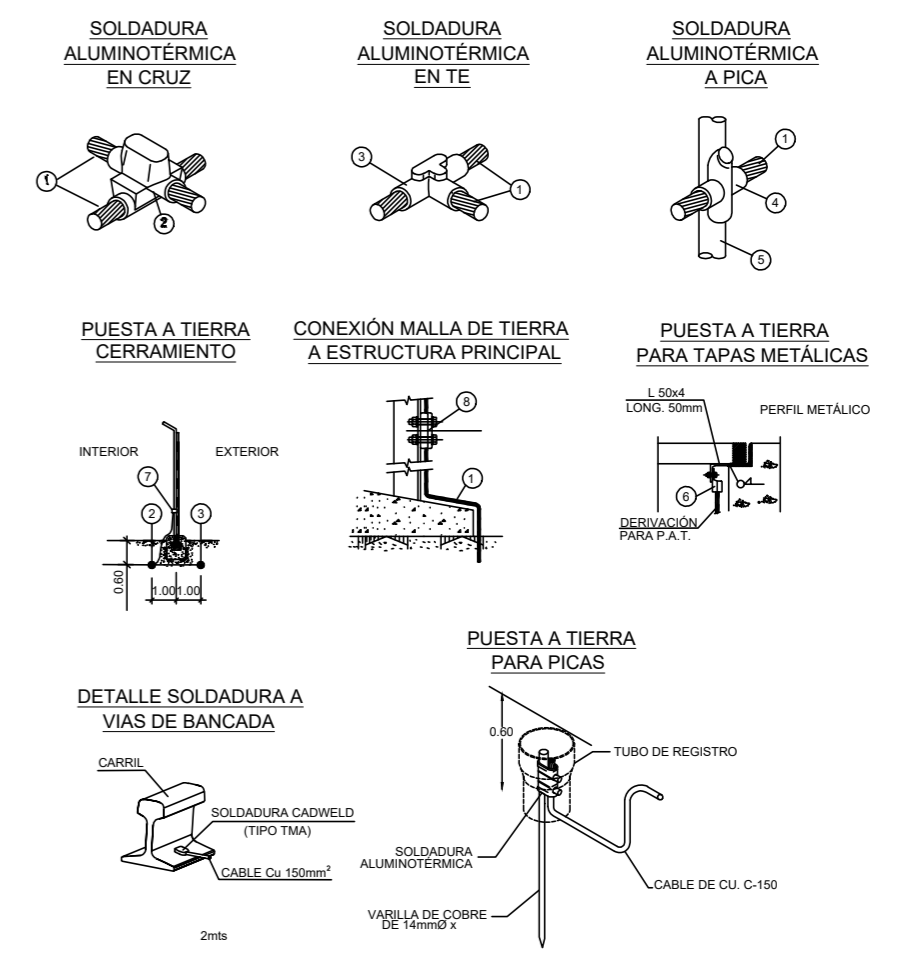 SOLDADURA
ALUMINOTÉRMICA
EN CRUZ
1
2
SOLDADURA
ALUMINOTÉRMICA
EN TE
3
1
SOLDADURA
ALUMINOTÉRMICA
A PICA
1
4
5
PUESTA A TIERRA
CERRAMIENTO
INTERIOR
EXTERIOR
7
2
3
0.60
1.00
1.00
CONEXIÓN MALLA DE TIERRA
A ESTRUCTURA PRINCIPAL
8
1
PUESTA A TIERRA
PARA TAPAS METÁLICAS
L 50x4
LONG. 50mm
PERFIL METÁLICO
6
DERIVACIÓN
PARA P.A.T.
DETALLE SOLDADURA A
VIAS DE BANCADA
CARRIL
SOLDADURA CADWELD
(TIPO TMA)
CABLE Cu 150mm²
2mts
PUESTA A TIERRA
PARA PICAS
0.60
TUBO DE REGISTRO
SOLDADURA
ALUMINOTÉRMICA
CABLE DE CU. C-150
VARILLA DE COBRE
DE 14mmØ x